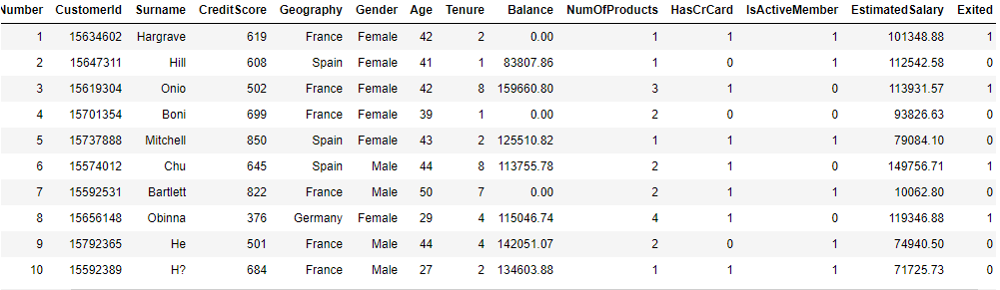 Number CustomerId Surname CreditScore Geography Gender Age Tenure Balance NumOfProducts HasCrCard IsActiveMember EstimatedSalary Exited
1 15634602 Hargrave 619 France Female 42 2 0.00 1 1 1 101348.88 1
2 15647311 Hill 608 Spain Female 41 1 83807.86 1 0 1 112542.58 0
3 15619304 Onio 502 France Female 42 8 159660.80 3 1 0 113931.57 1
4 15701354 Boni 699 France Female 39 1 0.00 2 0 0 93826.63 0
5 15737888 Mitchell 850 Spain Female 43 2 125510.82 1 1 1 79084.10 0
6 15574012 Chu 645 Spain Male 44 8 113755.78 2 1 0 149756.71 1
7 15592531 Bartlett 822 France Male 50 7 0.00 2 1 1 10062.80 0
8 15656148 Obinna 376 Germany Female 29 4 115046.74 4 1 0 119346.88 1
9 15792365 He 501 France Male 44 4 142051.07 2 0 1 74940.50 0
10 15592389 H? 684 France Male 27 2 134603.88 1 1 1 71725.73 0